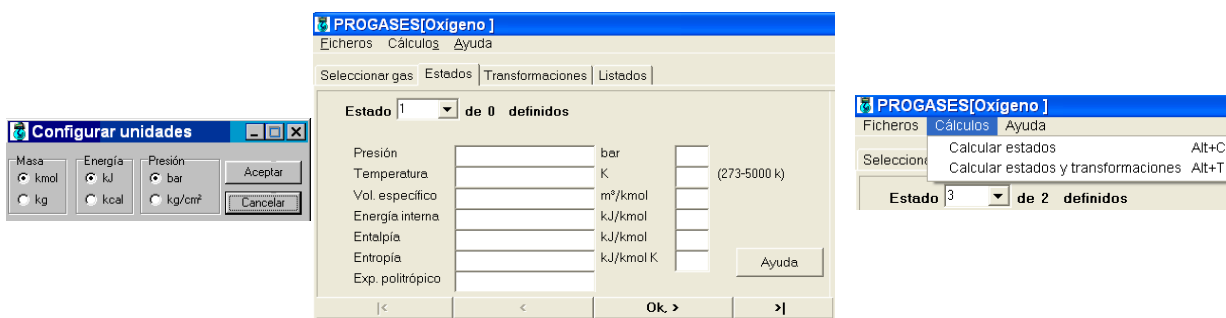 Configurar unidades
Masa Energía Presión
kmol kJ bar Aceptar
kg kcal kg/cm² Cancelar
PROGASES[Oxígeno ]
Ficheros Cálculos Ayuda
Seleccionar gas Estados Transformaciones Listados
Estado 1 de 0 definidos
Presión bar
Temperatura K (273-5000 k)
Vol. específico m³/kmol
Energía interna kJ/kmol
Entalpía kJ/kmol
Entropía kJ/kmol K Ayuda
Exp. politrópico
|< < Ok, > >|
PROGASES[Oxígeno ]
Ficheros Cálculos Ayuda
Calcular estados Alt+C
Seleccion Calcular estados y transformaciones Alt+T
Estado 3 de 2 definidos